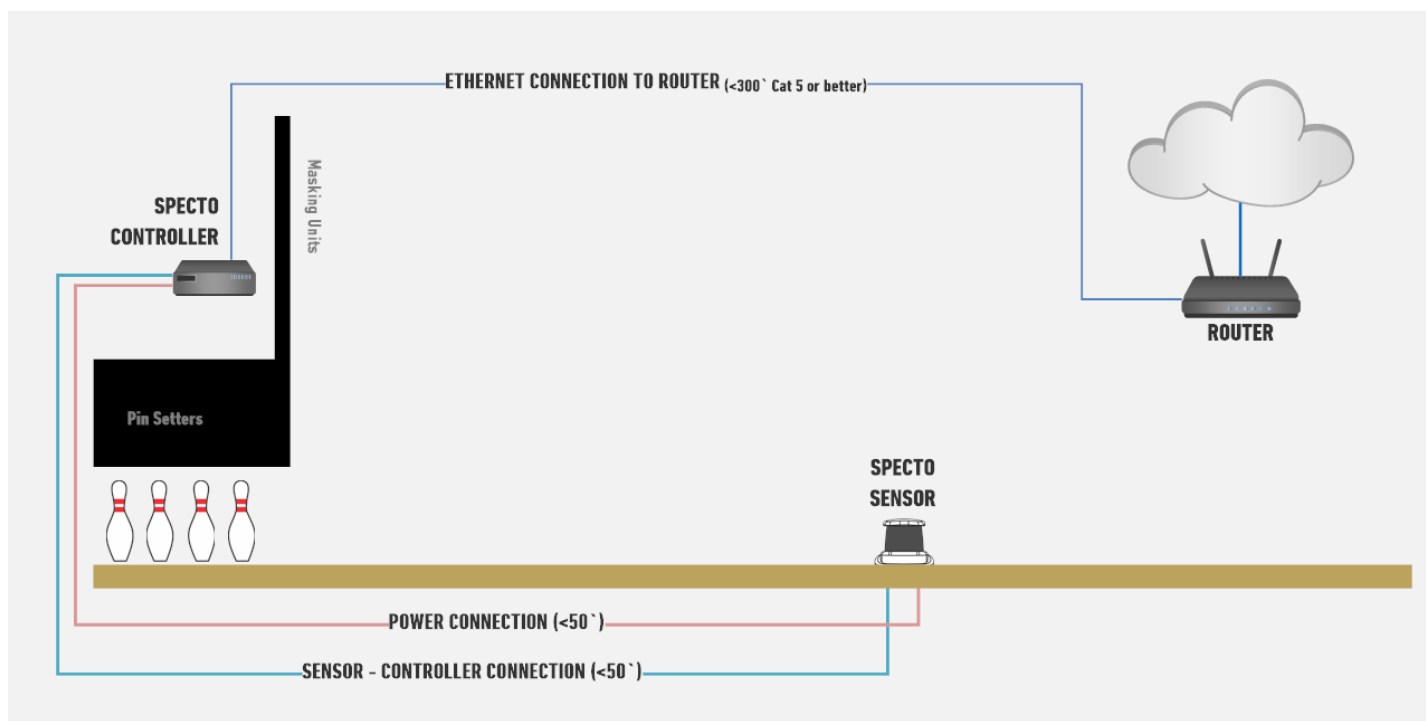 ETHERNET CONNECTION TO ROUTER (<300` Cat 5 or better)
Masking Units
SPECTO
CONTROLLER
ROUTER
Pin Setters
SPECTO
SENSOR
POWER CONNECTION (<50`)
SENSOR - CONTROLLER CONNECTION (<50`)